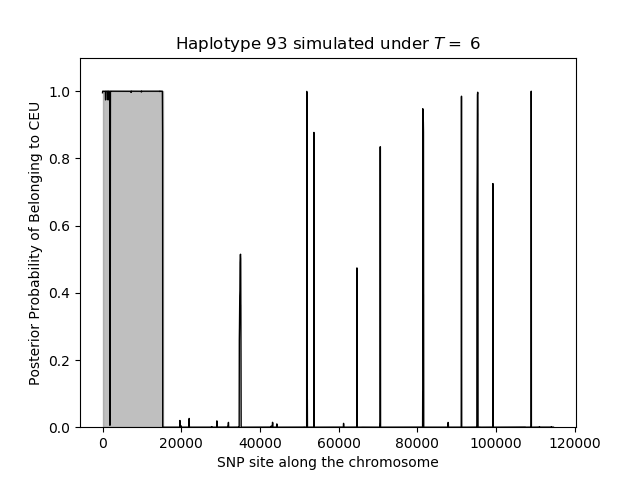 Haplotype 93 simulated under T = 6
Posterior Probability of Belonging to CEU
1.0
0.8
0.6
0.4
0.2
0.0
0 20000 40000 60000 80000 100000 120000
SNP site along the chromosome